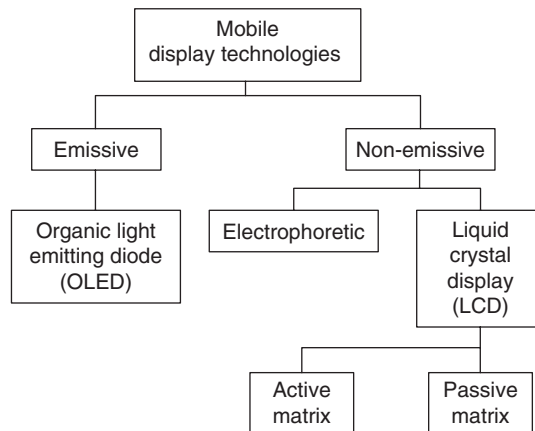 Mobile
display technologies
Emissive
Non-emissive
Organic light
emitting diode
(OLED)
Electrophoretic
Liquid
crystal
display
(LCD)
Active
matrix
Passive
matrix